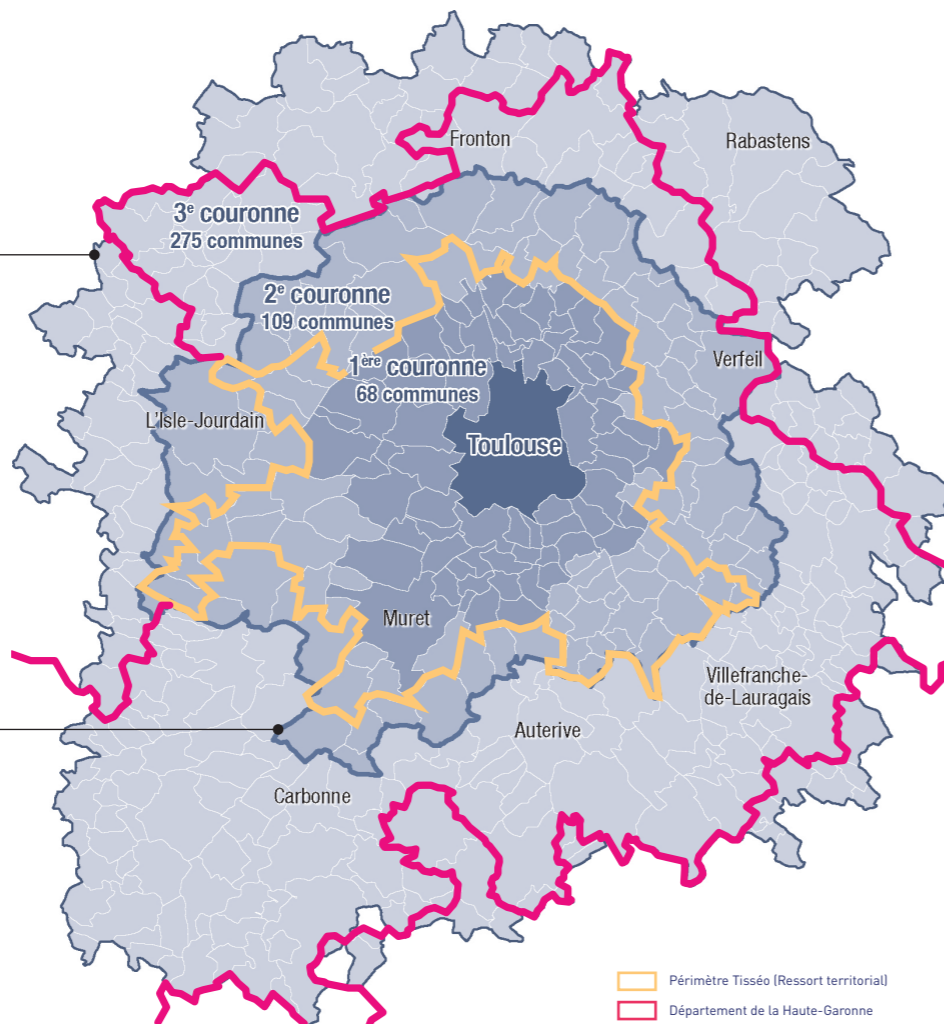 Fronton
Rabastens
3e couronne
275 communes
2e couronne
109 communes
Verfeil
1ère couronne
68 communes
L'Isle-Jourdain
Toulouse
Muret
Villefranche-
de-Lauragais
Auterive
Carbonne
Périmètre Tisséo (Ressort territorial)
Département de la Haute-Garonne